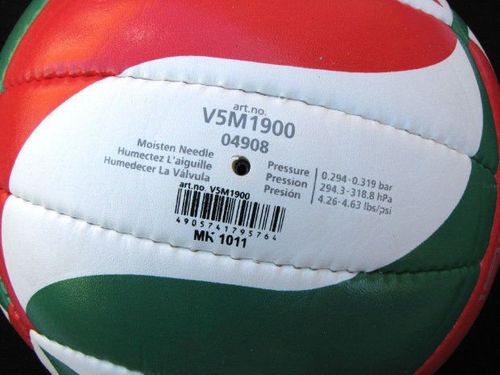 art.no.
V5M1900
04908
Moisten Needle
Humectez L'aiguille
Humedecer La Válvula
Pressure
Pression
Presión
0.294-0.319 bar
294.3-318.8 hPa
4.26-4.63 lbs/psi
art.no. V5M1900
4905741795764
MK 1011